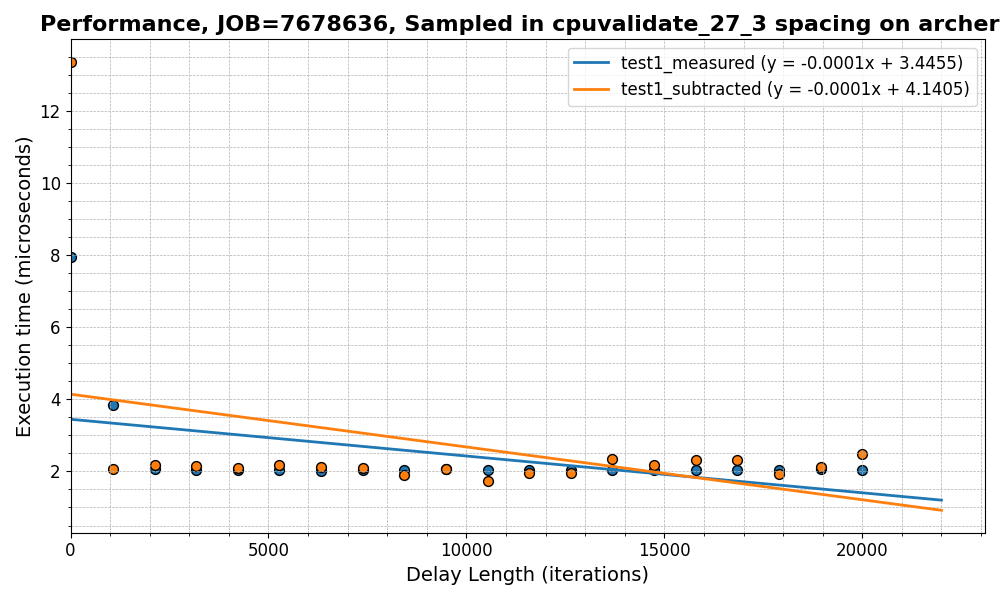 Performance, JOB=7678636, Sampled in cpuvalidate_27_3 spacing on archer
test1_measured (y = -0.0001x + 3.4455)
test1_subtracted (y = -0.0001x + 4.1405)
Execution time (microseconds)
12
10
8
6
4
2
0
5000
10000
15000
20000
Delay Length (iterations)